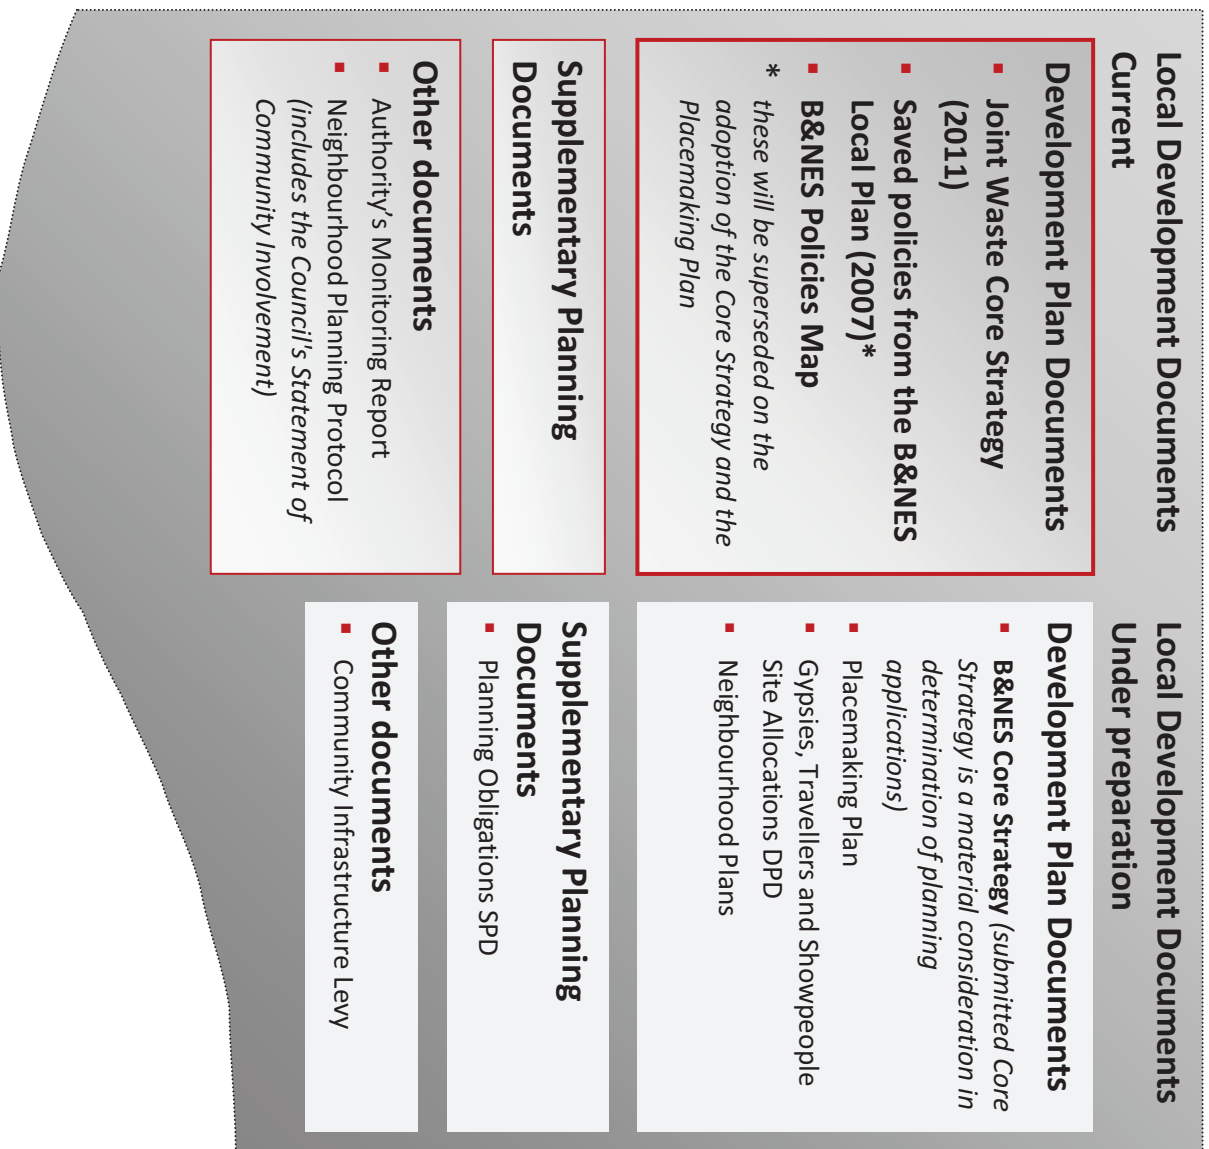 Local Development Documents
Current
Development Plan Documents
▪ Joint Waste Core Strategy
(2011)
▪ Saved policies from the B&NES
Local Plan (2007)*
▪ B&NES Policies Map
* these will be superseded on the
adoption of the Core Strategy and the
Placemaking Plan
Supplementary Planning
Documents
Other documents
▪ Authority’s Monitoring Report
▪ Neighbourhood Planning Protocol
(includes the Council's Statement of
Community Involvement)
Local Development Documents
Under preparation
Development Plan Documents
▪ B&NES Core Strategy (submitted Core
Strategy is a material consideration in
determination of planning
applications)
▪ Placemaking Plan
▪ Gypsies, Travellers and Showpeople
Site Allocations DPD
▪ Neighbourhood Plans
Supplementary Planning
Documents
▪ Planning Obligations SPD
Other documents
▪ Community Infrastructure Levy